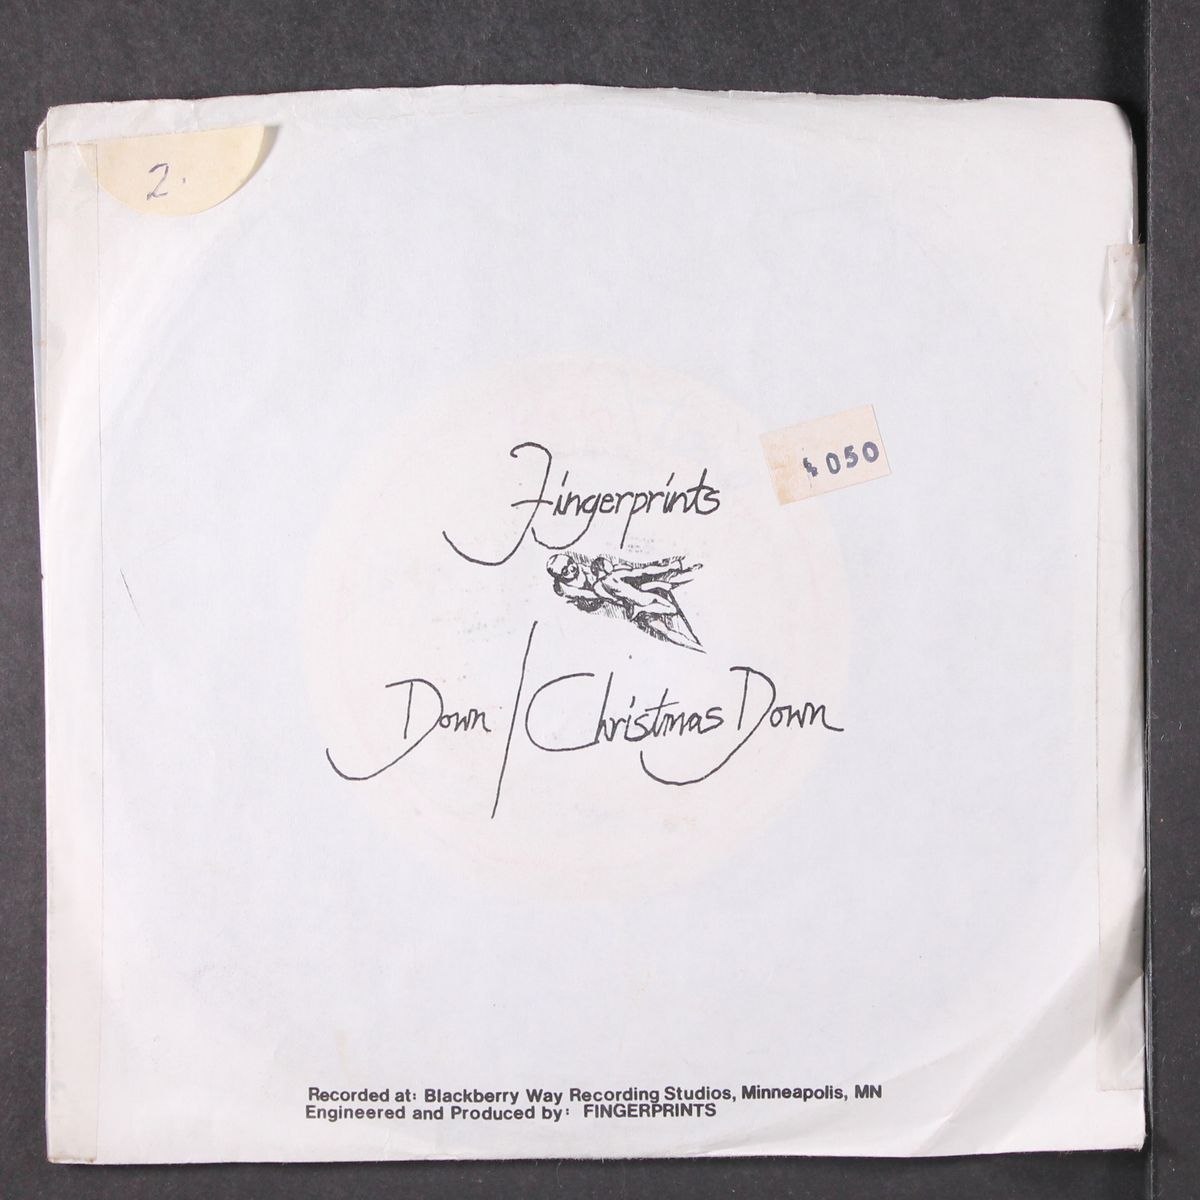 2.
$ 050
Fingerprints
Down / Christmas Down
Recorded at: Blackberry Way Recording Studios, Minneapolis, MN
Engineered and Produced by: FINGERPRINTS